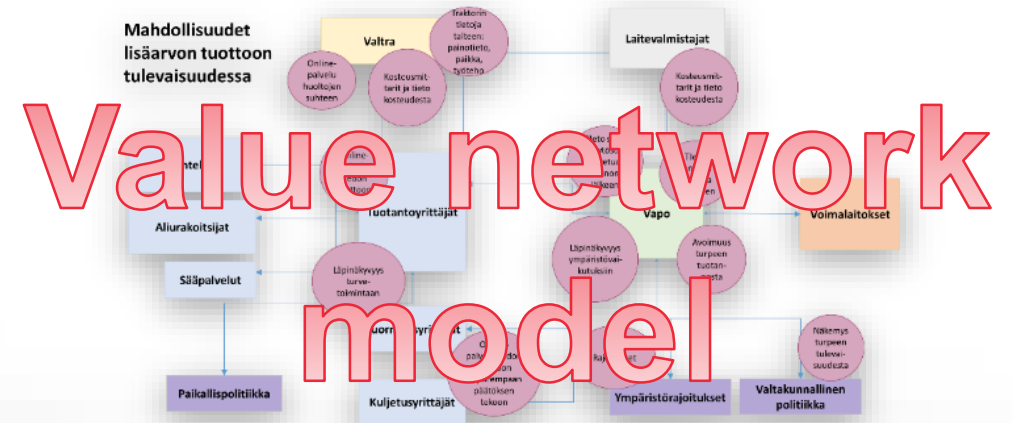 Mahdollisuudet
lisäarvon tuottoon
tulevaisuudessa
Valtra
Traktorin
tietoja
talteen:
painotieto,
paikka,
työteho
Laitevalmistajat
Online-
palvelu
huoltojen
suhteen
Kosteusmit-
tarit ja tieto
kosteudesta
Kosteusmit-
tarit ja tieto
kosteudesta
Value network
Tuotantoyrittäjät
Vapo
Voimalaitokset
Aliurakoitsijat
Läpinäkyvyys
ympäristövai-
kutuksiin
Avoimuus
turpeen
tuotan-
Sääpalvelut
Läpinäkyvyys
turve-
toimintaan
model
Näkemys
turpeen
tulevai-
suudesta
päätöksen
tekoon
Paikallispolitiikka
Kuljetusyrittäjät
Ympäristörajoitukset
Valtakunnallinen
politiikka